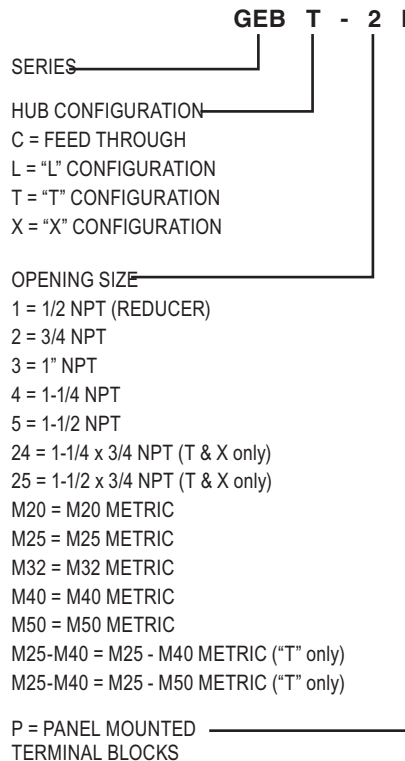 GEB T - 2
SERIES
HUB CONFIGURATION
C = FEED THROUGH
L = “L” CONFIGURATION
T = “T” CONFIGURATION
X = “X” CONFIGURATION
OPENING SIZE
1 = 1/2 NPT (REDUCER)
2 = 3/4 NPT
3 = 1” NPT
4 = 1-1/4 NPT
5 = 1-1/2 NPT
24 = 1-1/4 x 3/4 NPT (T & X only)
25 = 1-1/2 x 3/4 NPT (T & X only)
M20 = M20 METRIC
M25 = M25 METRIC
M32 = M32 METRIC
M40 = M40 METRIC
M50 = M50 METRIC
M25-M40 = M25 - M40 METRIC (“T” only)
M25-M40 = M25 - M50 METRIC (“T” only)
P = PANEL MOUNTED
TERMINAL BLOCKS